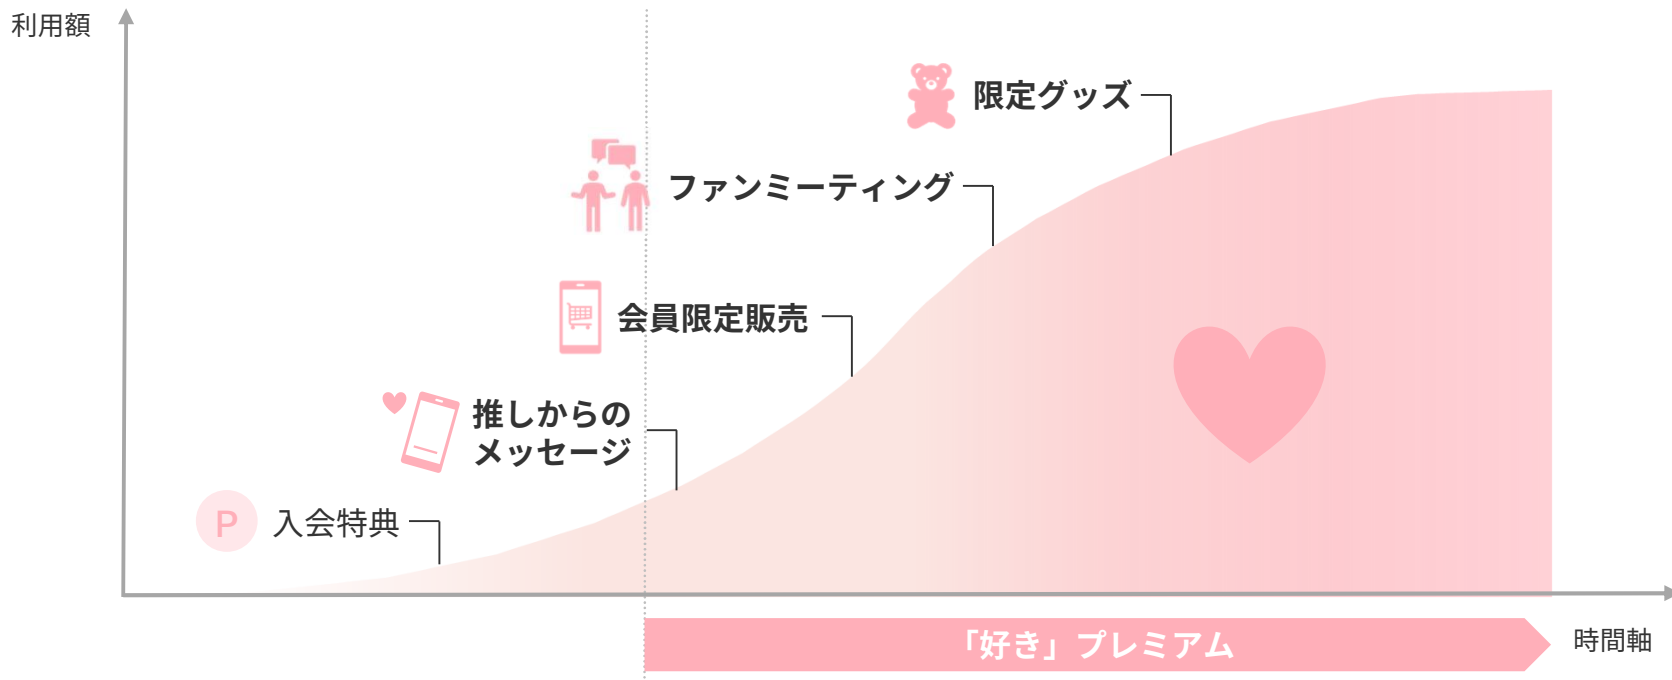 利用額
限定グッズ
ファンミーティング
会員限定販売
推しからの
メッセージ
P
入会特典
「好き」プレミアム
時間軸